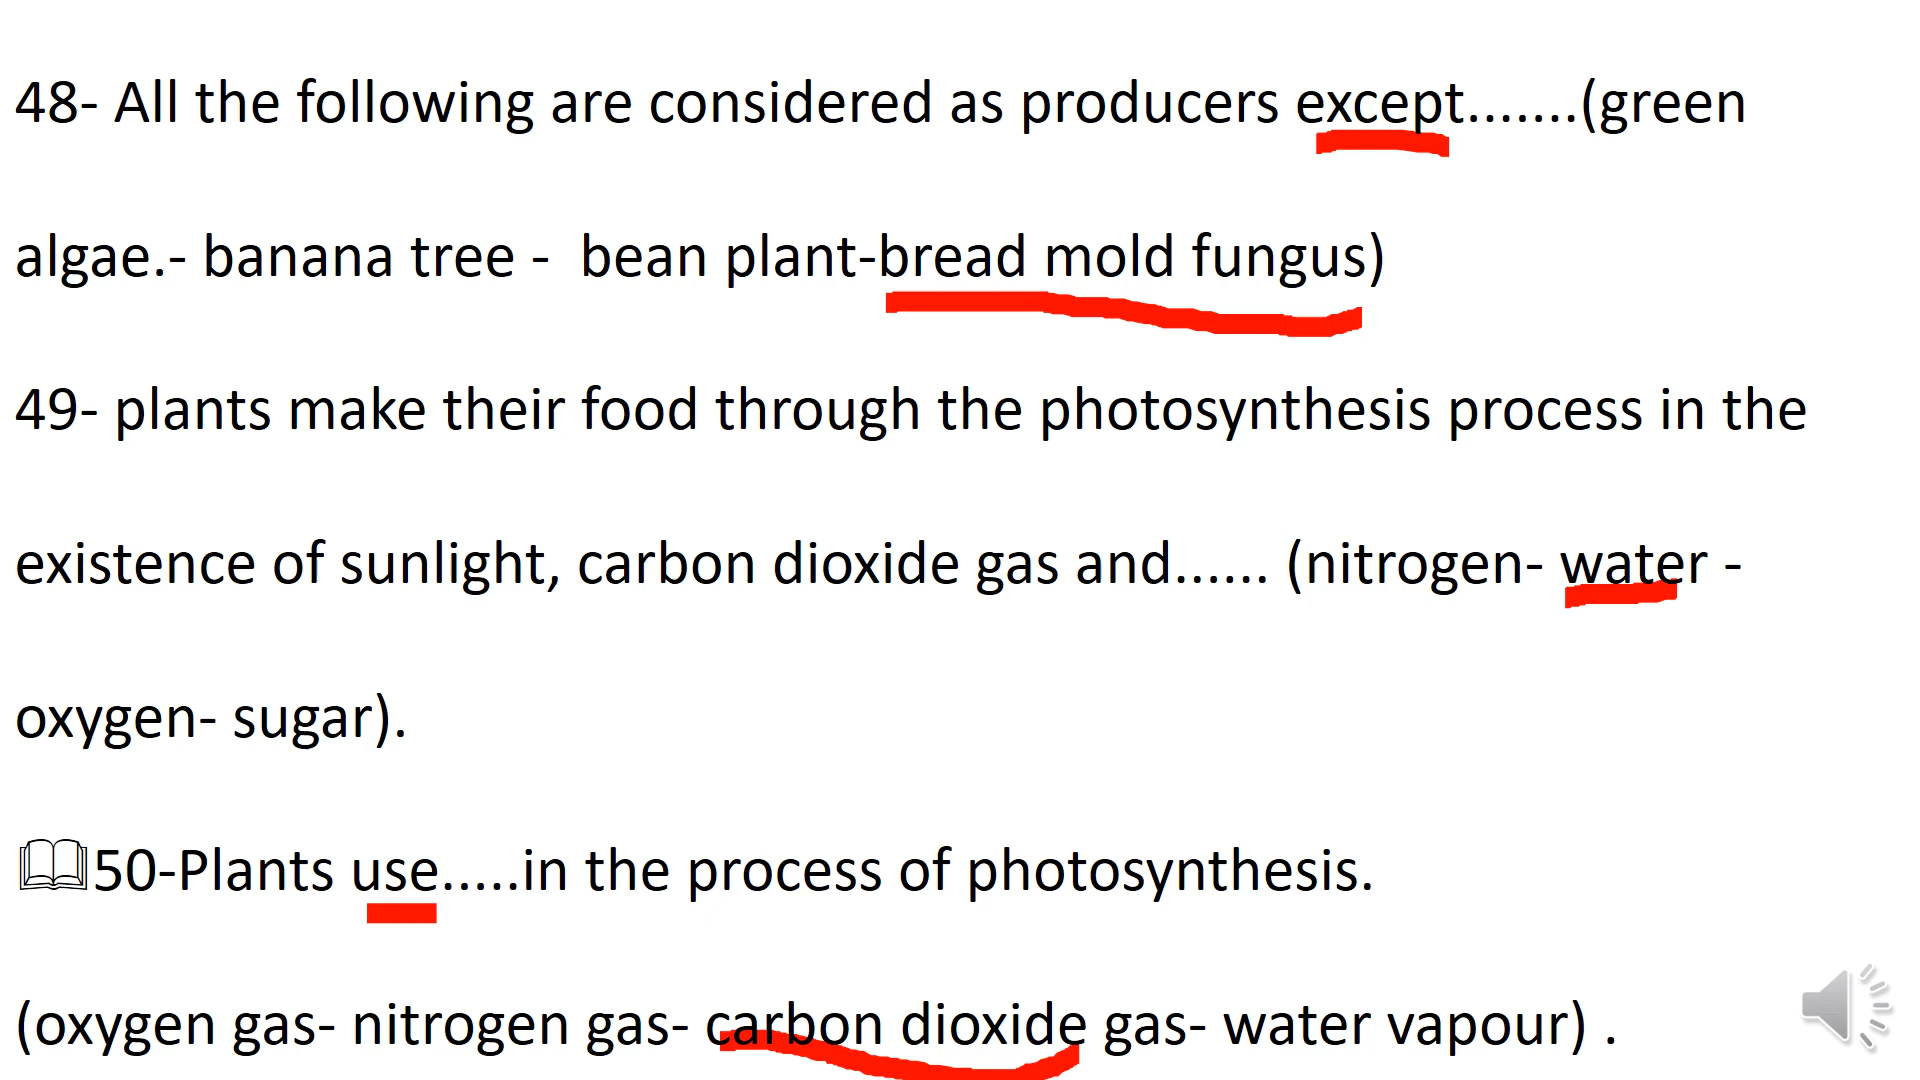 48- All the following are considered as producers except.......(green
algae.- banana tree -  bean plant-bread mold fungus)
49- plants make their food through the photosynthesis process in the
existence of sunlight, carbon dioxide gas and...... (nitrogen- water -
oxygen- sugar).
🕮50-Plants use.....in the process of photosynthesis.
(oxygen gas- nitrogen gas- carbon dioxide gas- water vapour) .